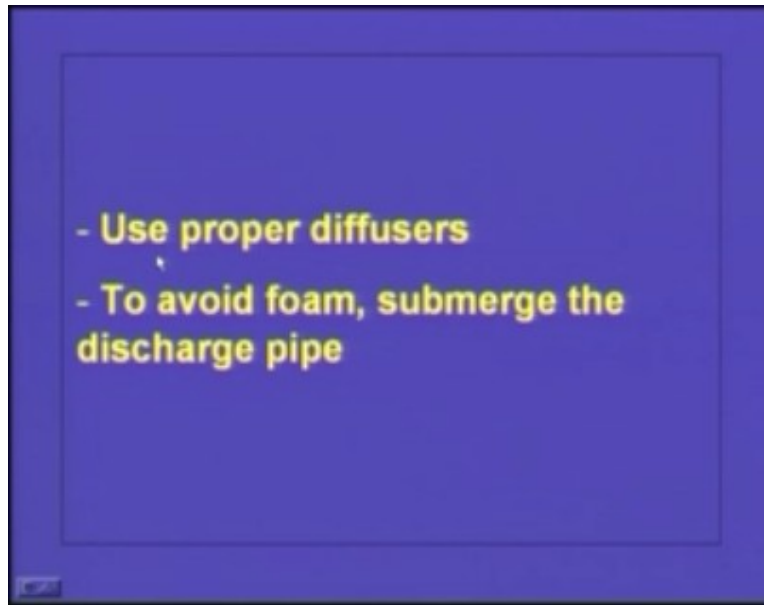 - Use proper diffusers
- To avoid foam, submerge the
discharge pipe